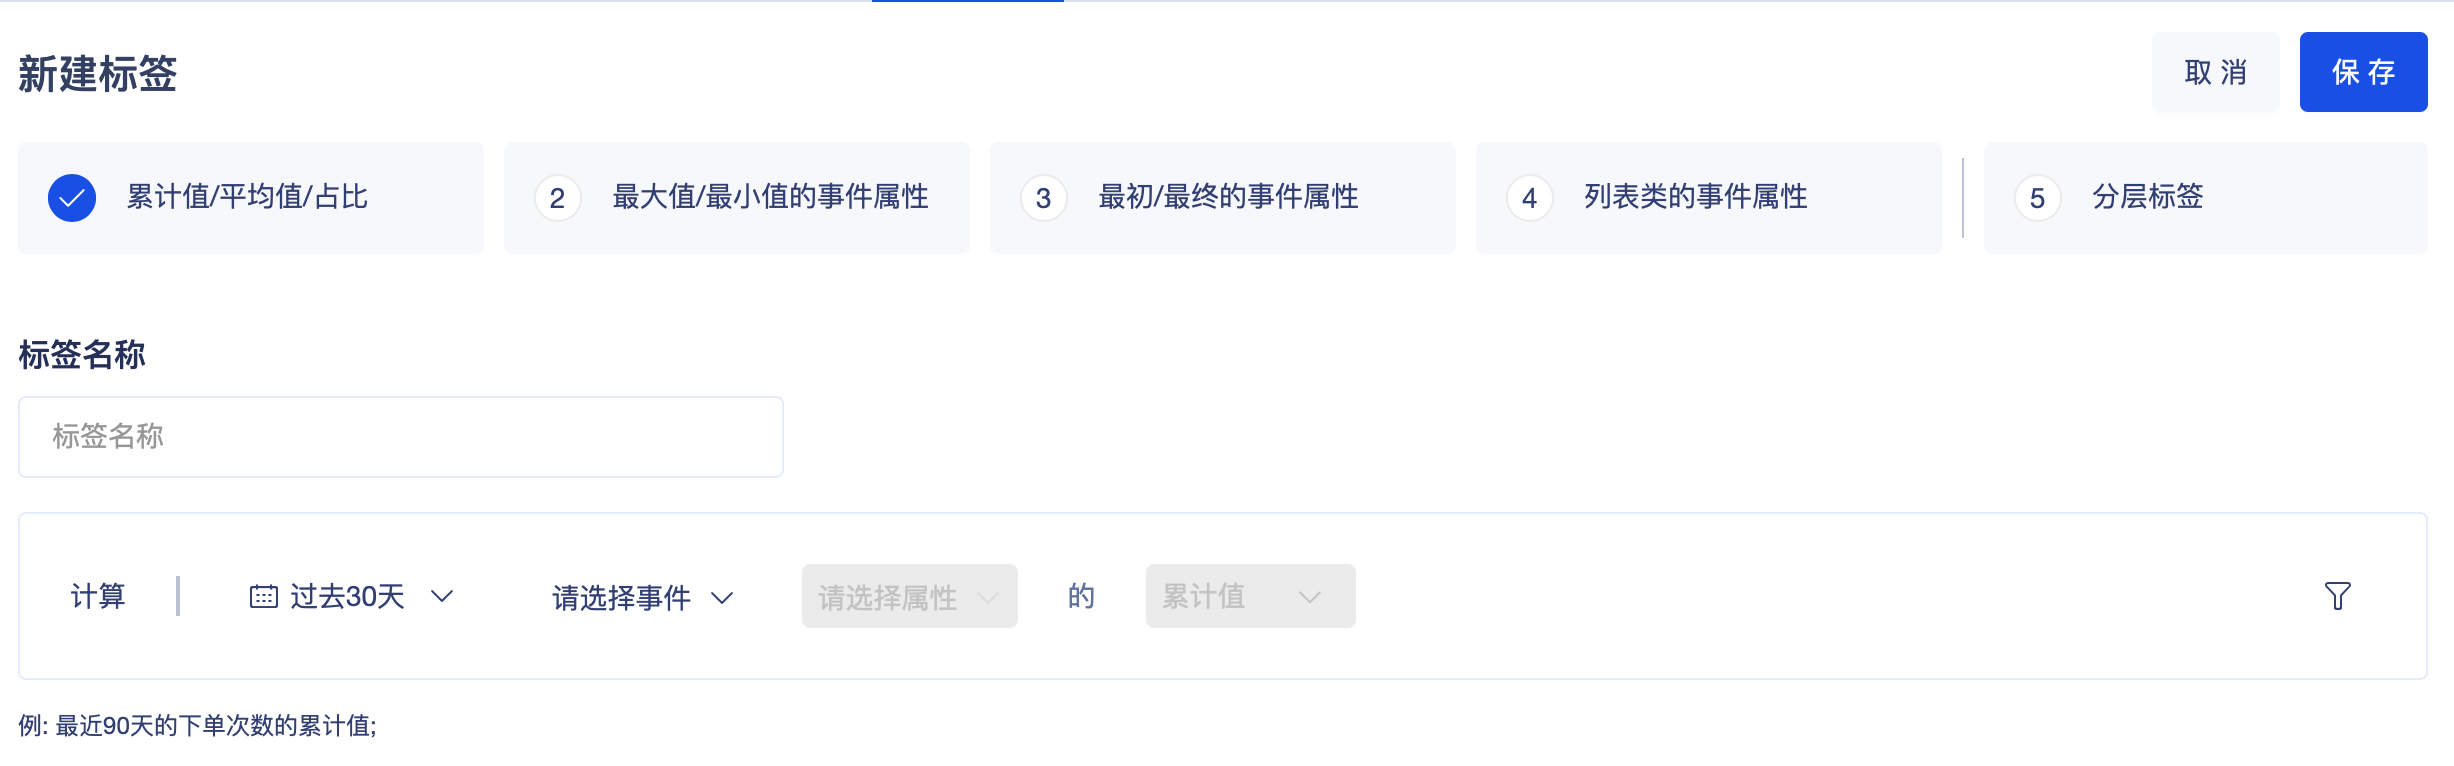 新建标签
取 消
保 存
累计值/平均值/占比
2 最大值/最小值的事件属性
3 最初/最终的事件属性
4 列表类的事件属性
5 分层标签
标签名称
标签名称
计算 过去30天 请选择事件 请选择属性 的 累计值
例: 最近90天的下单次数的累计值;